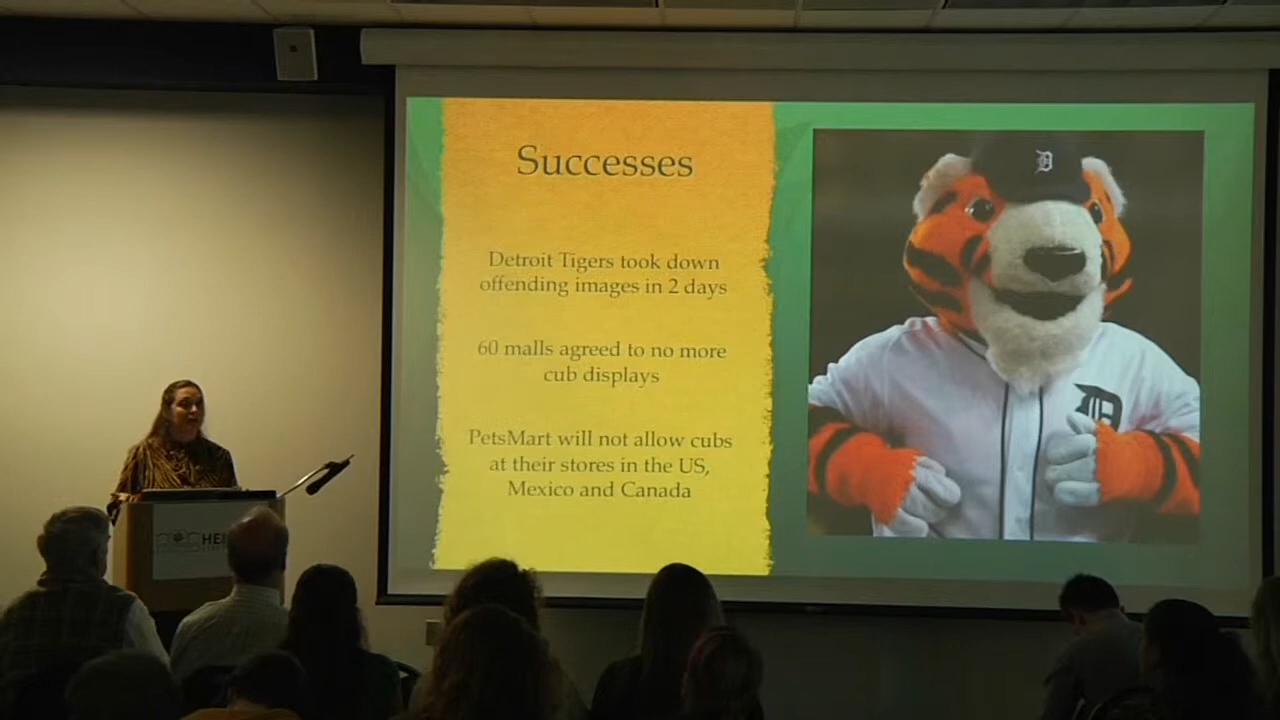 Successes
Detroit Tigers took down
offending images in 2 days
60 malls agreed to no more
cub displays
PetsMart will not allow cubs
at their stores in the US,
Mexico and Canada
D
D